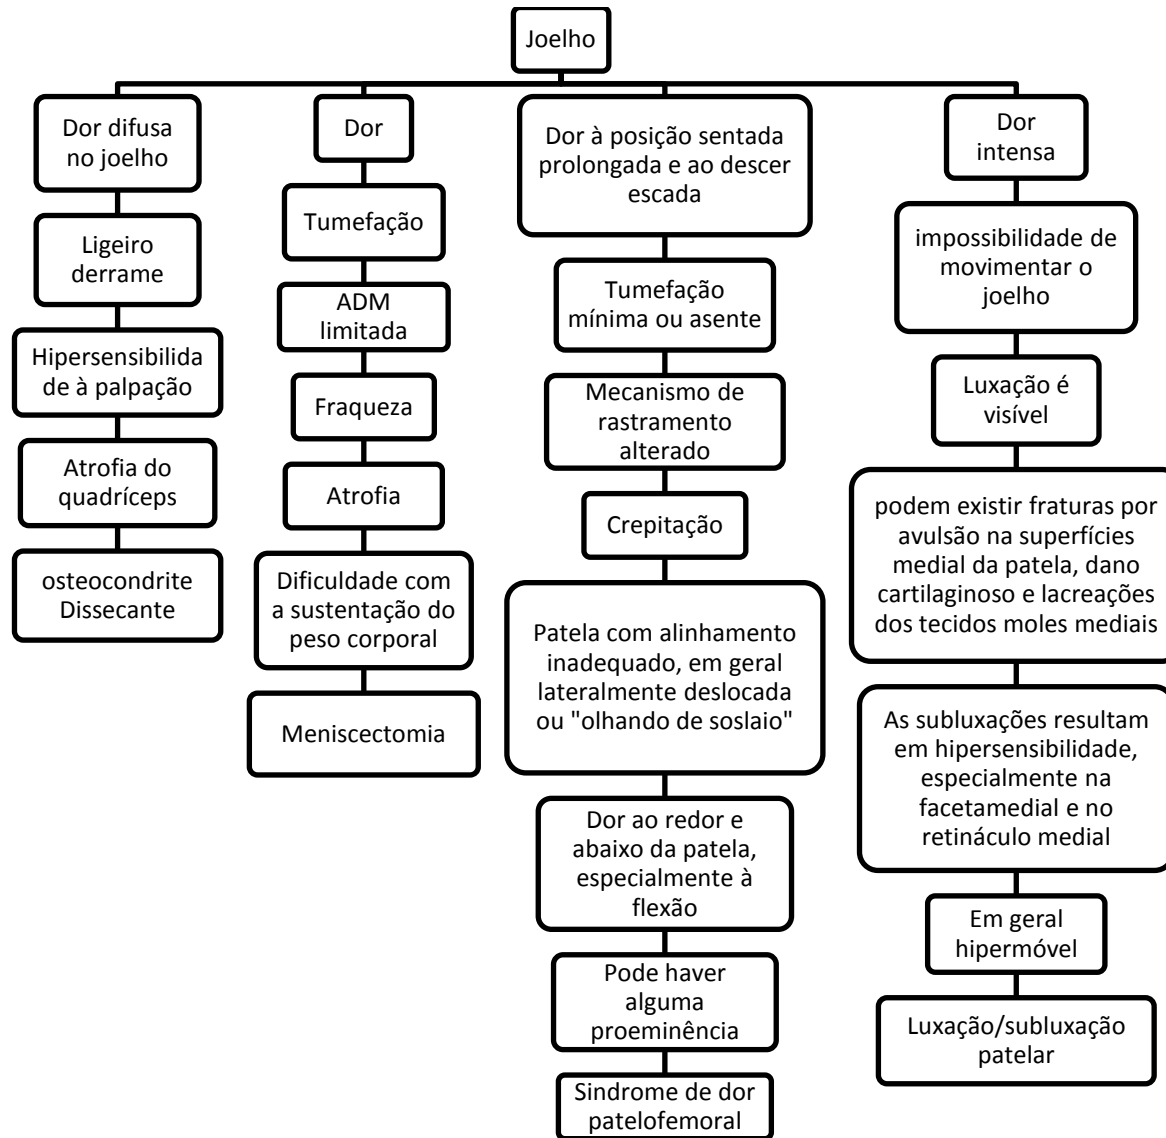 Joelho
Dor difusa
no joelho
Ligeiro
derrame
Hipersensibilida
de à palpação
Atrofia do
quadríceps
osteocondrite
Dissecante
Dor
Tumefação
ADM
limitada
Fraqueza
Atrofia
Dificuldade com
a sustentação do
peso corporal
Meniscectomia
Dor à posição sentada
prolongada e ao descer
escada
Tumefação
mínima ou asente
Mecanismo de
rastramento
alterado
Crepitação
Patela com alinhamento
inadequado, em geral
lateralmente deslocada
ou "olhando de soslaio"
Dor ao redor e
abaixo da patela,
especialmente à
flexão
Pode haver
alguma
proeminência
Sindrome de dor
patelofemoral
Dor
intensa
impossibilidade de
movimentar o
joelho
Luxação é
visível
podem existir fraturas por
avulsão na superfícies
medial da patela, dano
cartilaginoso e lacreações
dos tecidos moles mediais
As subluxações resultam
em hipersensibilidade,
especialmente na
facetamedial e no
retináculo medial
Em geral
hipermóvel
Luxação/subluxação
patelar